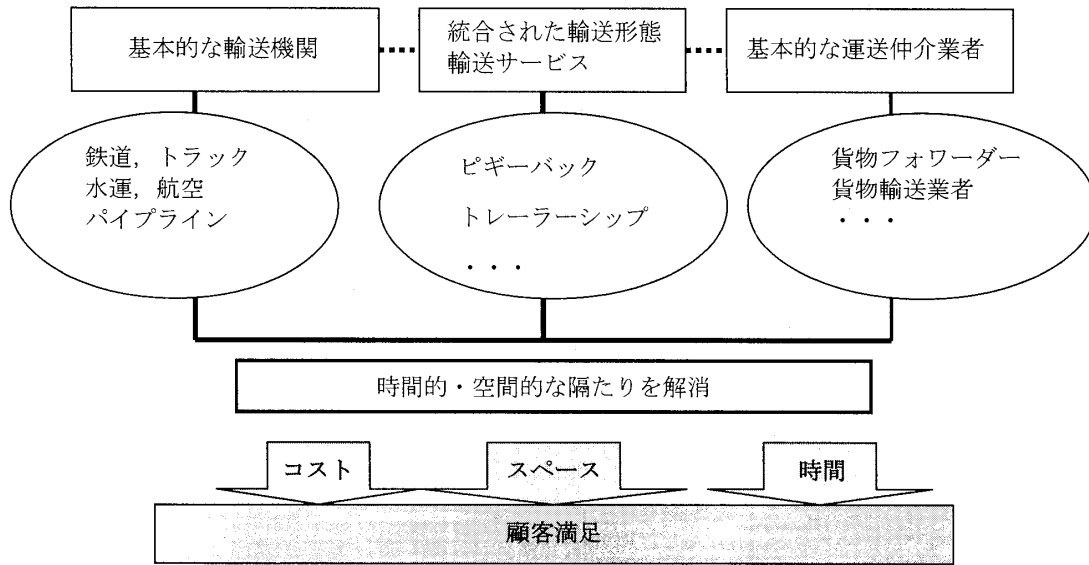 基本的な輸送機関
統合された輸送形態
輸送サービス
基本的な運送仲介業者
鉄道，トラック
水運，航空
パイプライン
ピギーバック
トレーラーシップ
・・・
貨物フォワーダー
貨物輸送業者
・・・
時間的・空間的な隔たりを解消
コスト
スペース
時間
顧客満足